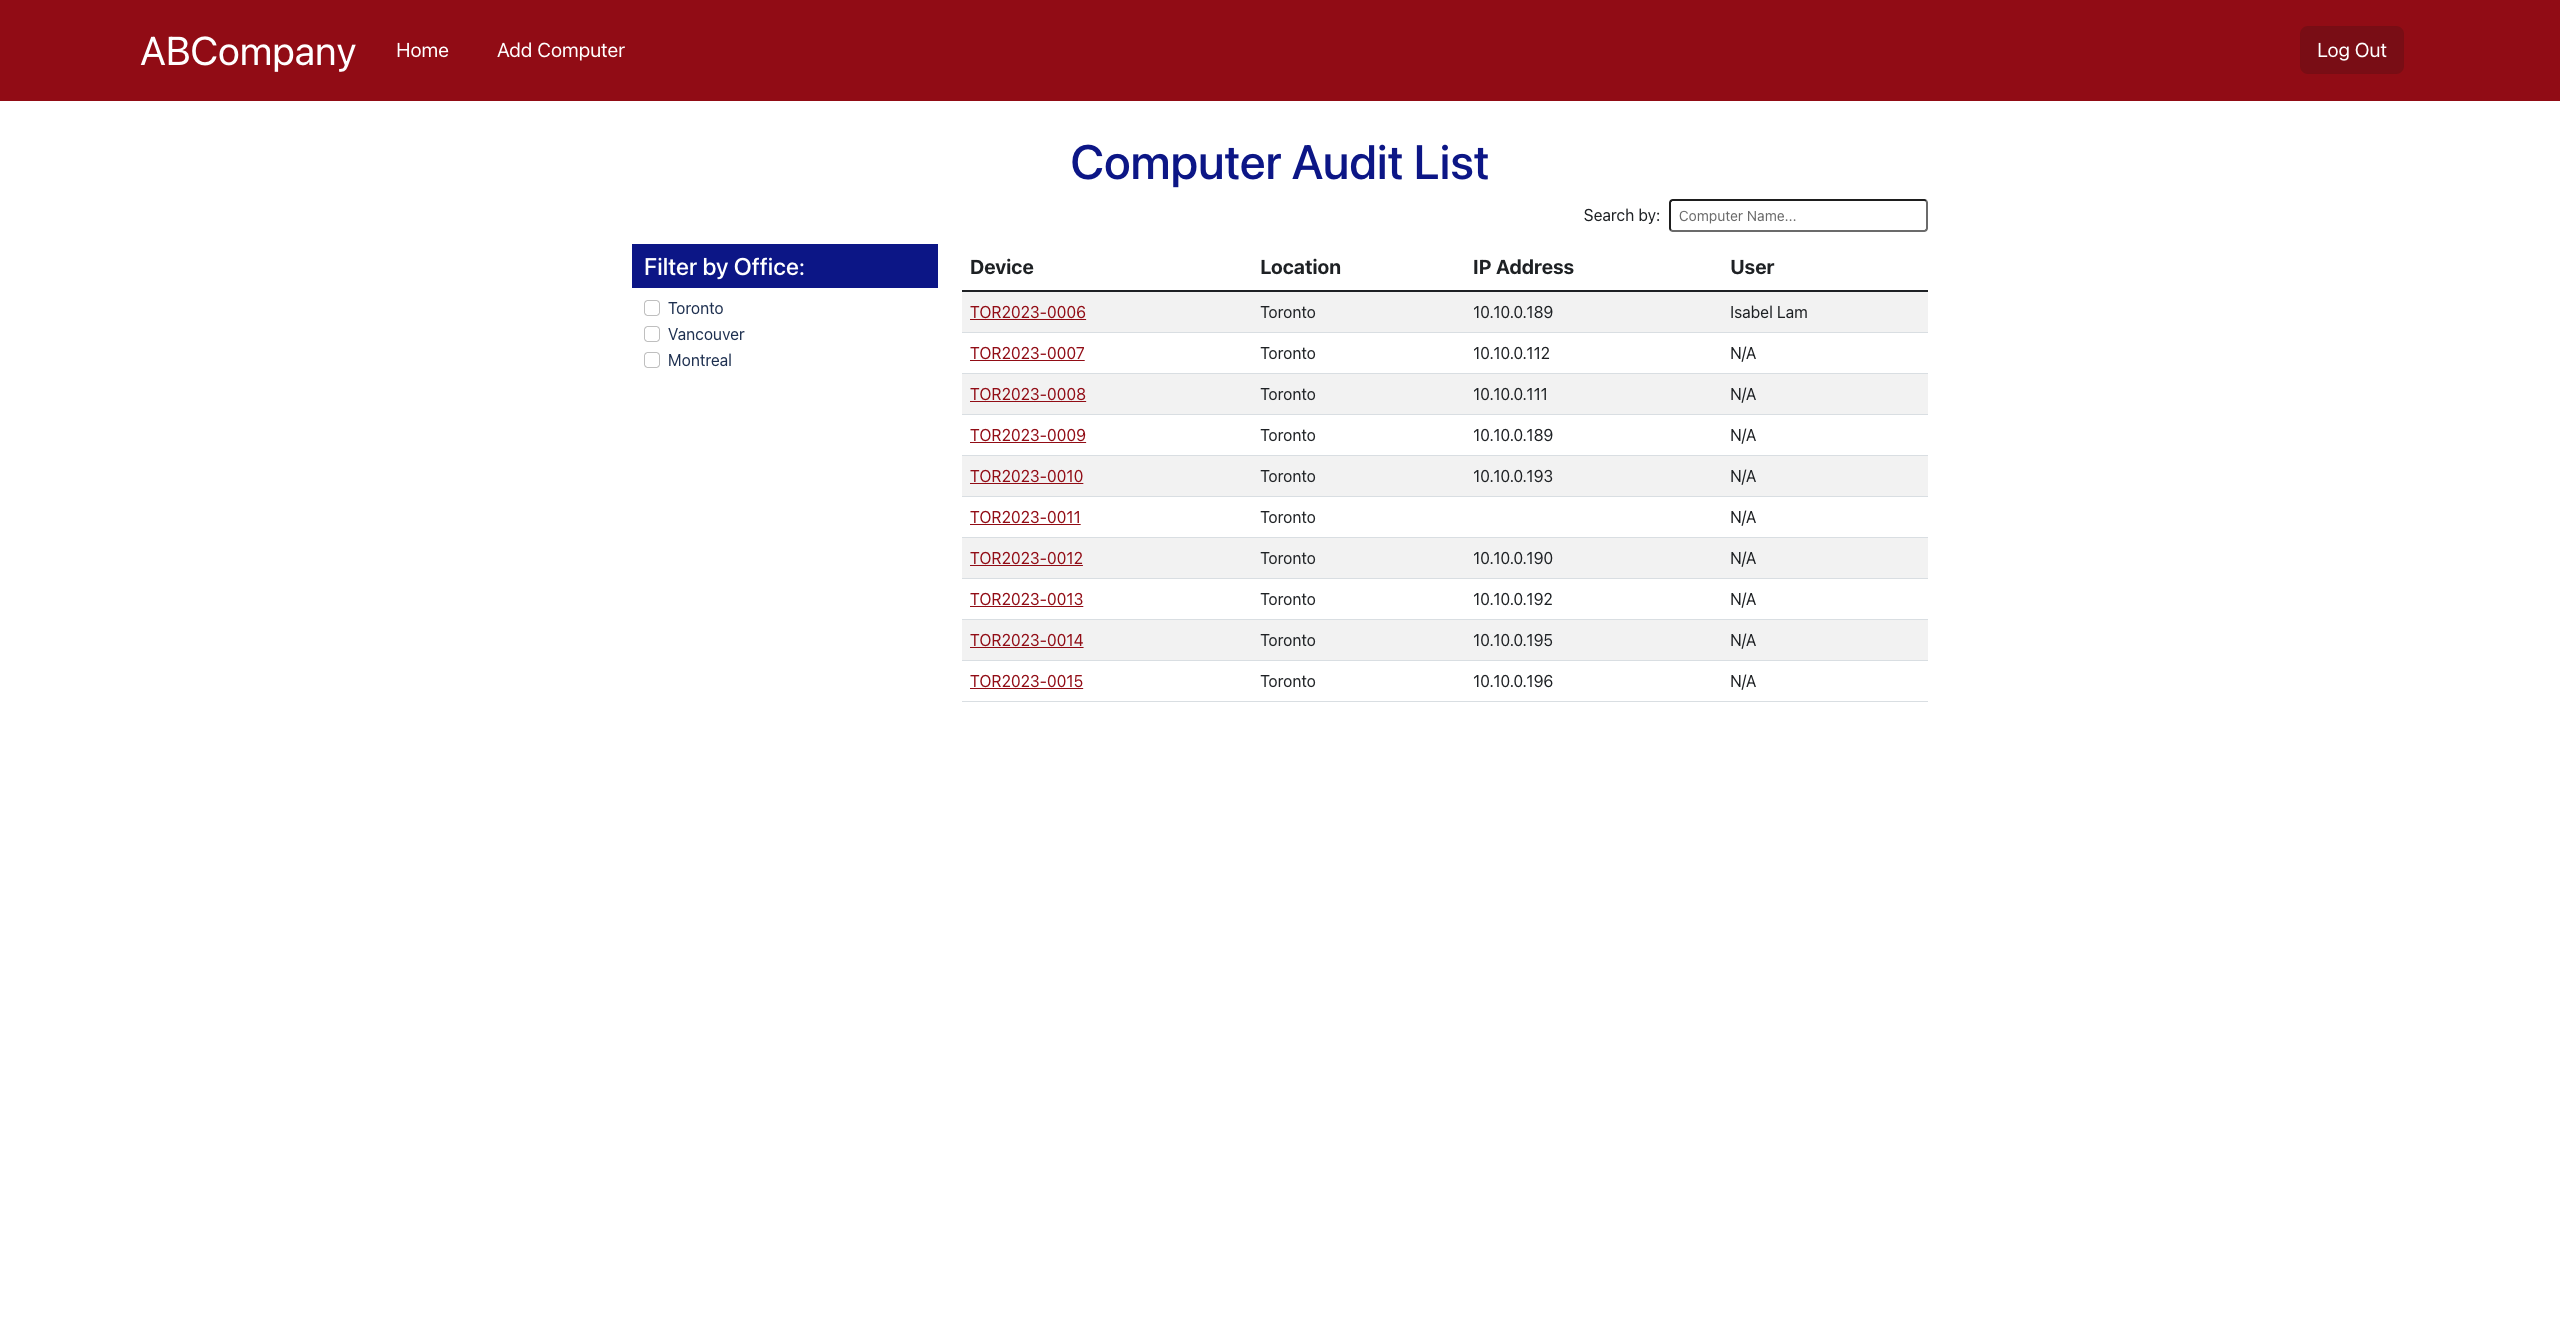 ABCompany Home Add Computer Log Out
Computer Audit List
Search by: Computer Name...
Filter by Office:
Toronto
Vancouver
Montreal
Device Location IP Address User
TOR2023-0006 Toronto 10.10.0.189 Isabel Lam
TOR2023-0007 Toronto 10.10.0.112 N/A
TOR2023-0008 Toronto 10.10.0.111 N/A
TOR2023-0009 Toronto 10.10.0.189 N/A
TOR2023-0010 Toronto 10.10.0.193 N/A
TOR2023-0011 Toronto N/A
TOR2023-0012 Toronto 10.10.0.190 N/A
TOR2023-0013 Toronto 10.10.0.192 N/A
TOR2023-0014 Toronto 10.10.0.195 N/A
TOR2023-0015 Toronto 10.10.0.196 N/A